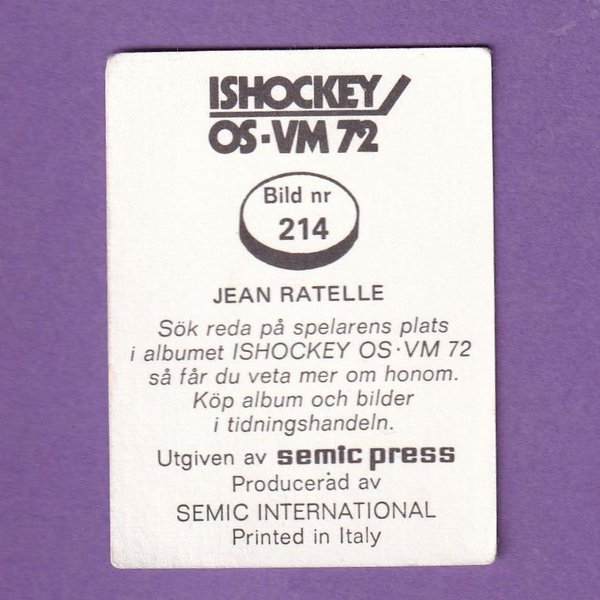 ISHOCKEY
OS·VM 72
Bild nr
214
JEAN RATELLE
Sök reda på spelarens plats
i albumet ISHOCKEY OS·VM 72
så får du veta mer om honom.
Köp album och bilder
i tidningshandeln.
Utgiven av semic press
Produceråd av
SEMIC INTERNATIONAL
Printed in Italy